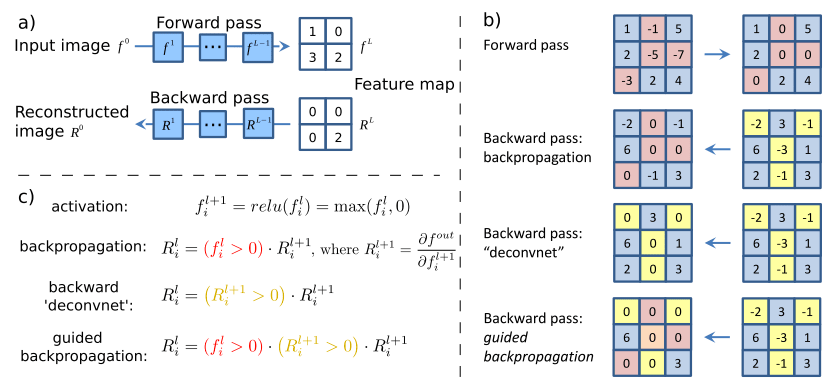 a)
Forward pass
Input image f^0
f^1 ... f^{L-1}
1 0
3 2
f^L
Feature map
Backward pass
Reconstructed
image R^0
R^1 ... R^{L-1}
0 0
0 2
R^L
b)
Forward pass
1 -1 5
2 -5 -7
-3 2 4
1 0 5
2 0 0
0 2 4
Backward pass:
backpropagation
-2 0 -1
6 0 0
0 -1 3
-2 3 -1
6 -3 1
2 -1 3
Backward pass:
“deconvnet”
0 3 0
6 0 1
2 0 3
-2 3 -1
6 -3 1
2 -1 3
Backward pass:
guided
backpropagation
0 0 0
6 0 0
0 0 3
-2 3 -1
6 -3 1
2 -1 3
c)
activation: f_i^{l+1} = relu(f_i^l) = max(f_i^l, 0)
backpropagation: R_i^l = (f_i^l > 0) · R_i^{l+1}, where R_i^{l+1} = ∂f^{out} / ∂f_i^{l+1}
backward
'deconvnet': R_i^l = (R_i^{l+1} > 0) · R_i^{l+1}
guided
backpropagation: R_i^l = (f_i^l > 0) · (R_i^{l+1} > 0) · R_i^{l+1}